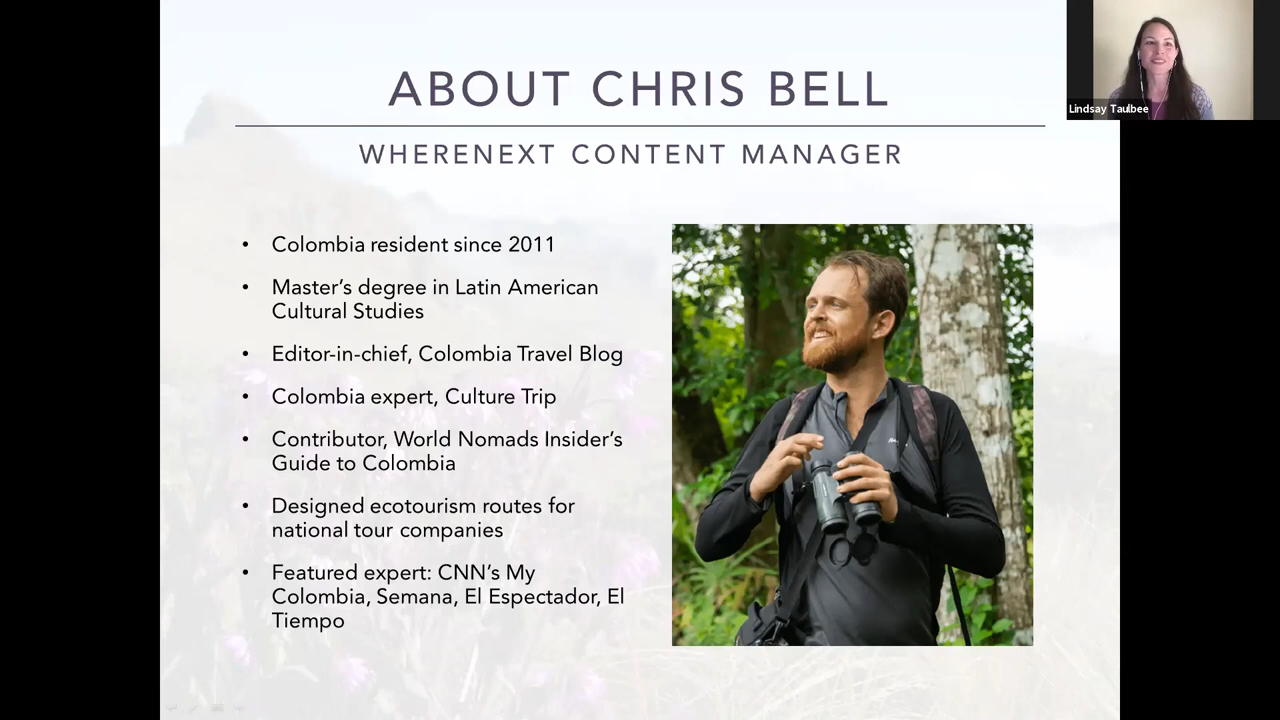 ABOUT CHRIS BELL
Lindsay Taulbee
WHERENEXT CONTENT MANAGER
• Colombia resident since 2011
• Master’s degree in Latin American
Cultural Studies
• Editor-in-chief, Colombia Travel Blog
• Colombia expert, Culture Trip
• Contributor, World Nomads Insider’s
Guide to Colombia
• Designed ecotourism routes for
national tour companies
• Featured expert: CNN’s My
Colombia, Semana, El Espectador, El
Tiempo